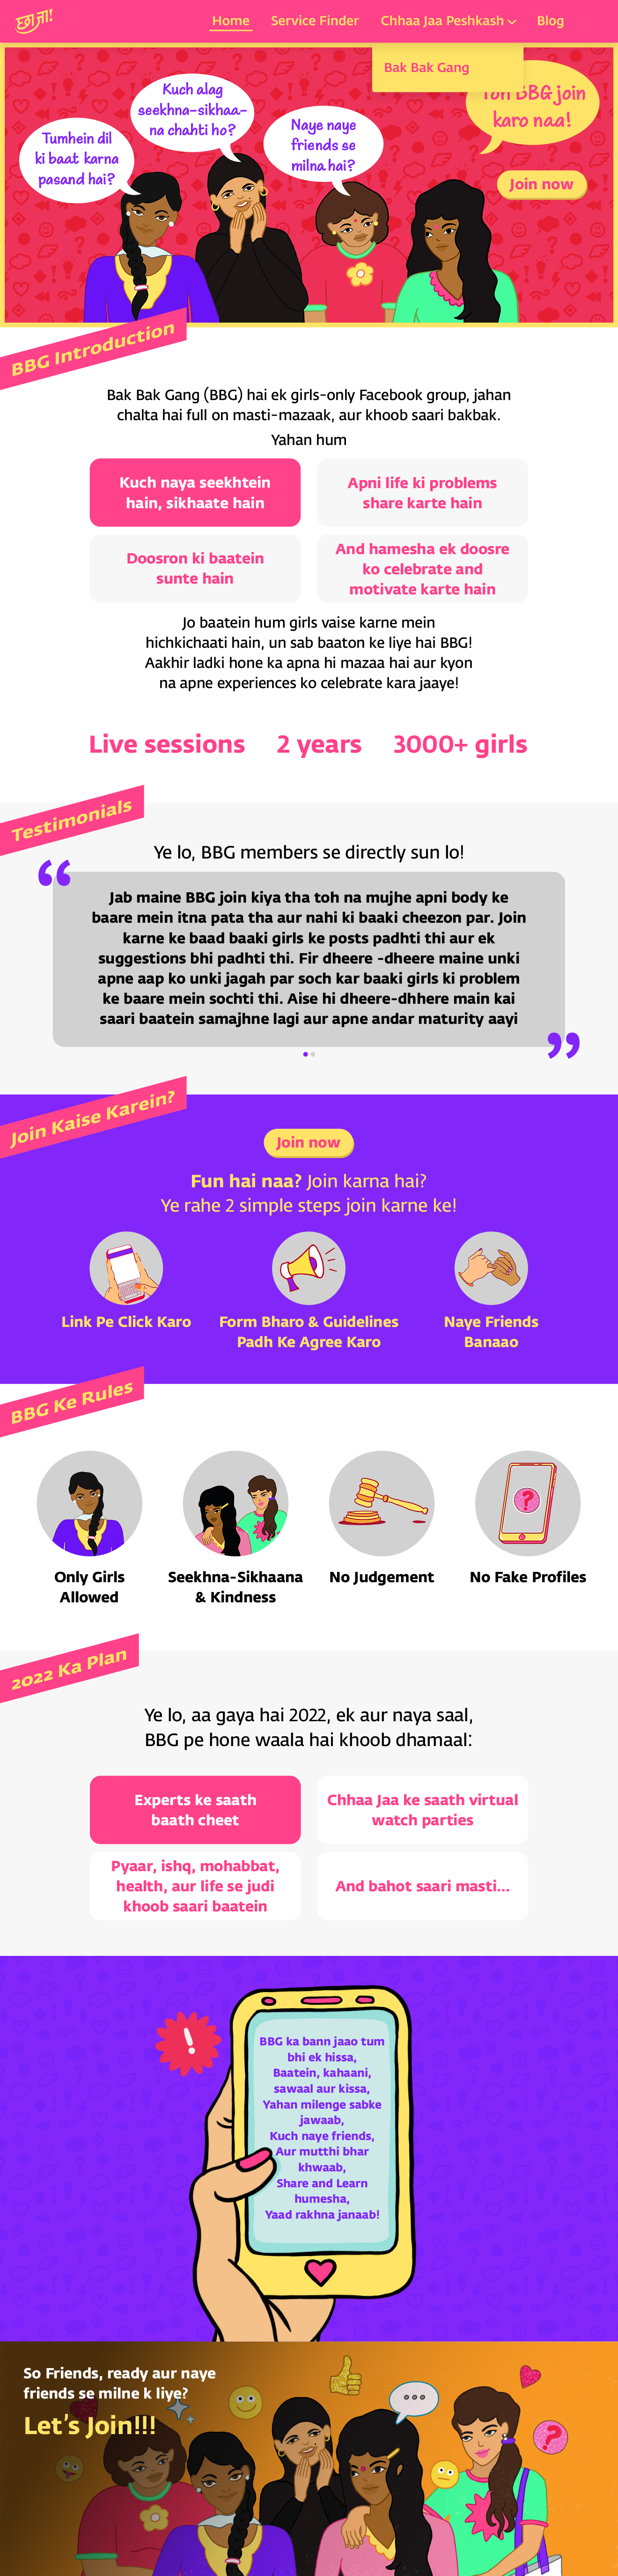 छा जा!
Home Service Finder Chhaa Jaa Peshkash Blog
Bak Bak Gang
Tumhein dil
ki baat karna
pasand hai?
Kuch alag
seekhna-sikhaa-
na chahti ho?
Naye naye
friends se
milna hai?
Toh BBG join
karo naa!
Join now
BBG Introduction
Bak Bak Gang (BBG) hai ek girls-only Facebook group, jahan
chalta hai full on masti-mazaak, aur khoob saari bakbak.
Yahan hum
Kuch naya seekhtein
hain, sikhaate hain
Apni life ki problems
share karte hain
Doosron ki baatein
sunte hain
And hamesha ek doosre
ko celebrate and
motivate karte hain
Jo baatein hum girls vaise karne mein
hichkichaati hain, un sab baaton ke liye hai BBG!
Aakhir ladki hone ka apna hi mazaa hai aur kyon
na apne experiences ko celebrate kara jaaye!
Live sessions 2 years 3000+ girls
Testimonials
Ye lo, BBG members se directly sun lo!
“
Jab maine BBG join kiya tha toh na mujhe apni body ke
baare mein itna pata tha aur nahi ki baaki cheezon par. Join
karne ke baad baaki girls ke posts padhti thi aur ek
suggestions bhi padhti thi. Fir dheere -dheere maine unki
apne aap ko unki jagah par soch kar baaki girls ki problem
ke baare mein sochti thi. Aise hi dheere-dhhere main kai
saari baatein samajhne lagi aur apne andar maturity aayi
”
Join Kaise Karein?
Join now
Fun hai naa? Join karna hai?
Ye rahe 2 simple steps join karne ke!
Link Pe Click Karo
Form Bharo & Guidelines
Padh Ke Agree Karo
Naye Friends
Banaao
BBG Ke Rules
?
Only Girls
Allowed
Seekhna-Sikhaana
& Kindness
No Judgement
No Fake Profiles
2022 Ka Plan
Ye lo, aa gaya hai 2022, ek aur naya saal,
BBG pe hone waala hai khoob dhamaal:
Experts ke saath
baath cheet
Chhaa Jaa ke saath virtual
watch parties
Pyaar, ishq, mohabbat,
health, aur life se judi
khoob saari baatein
And bahot saari masti...
!
BBG ka bann jaao tum
bhi ek hissa,
Baatein, kahaani,
sawaal aur kissa,
Yahan milenge sabke
jawaab,
Kuch naye friends,
Aur mutthi bhar
khwaab,
Share and Learn
humesha,
Yaad rakhna janaab!
So Friends, ready aur naye
friends se milne k liye?
Let's Join!!!
?